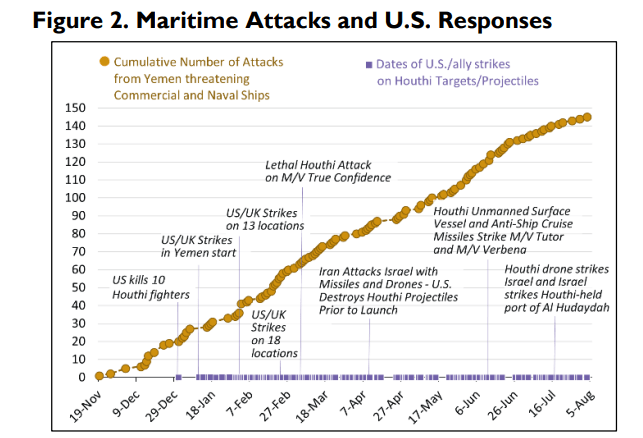 Figure 2. Maritime Attacks and U.S. Responses
Cumulative Number of Attacks
from Yemen threatening
Commercial and Naval Ships
Dates of U.S./ally strikes
on Houthi Targets/Projectiles
150
140
130
120
110
100
90
80
70
60
50
40
30
20
10
0
Lethal Houthi Attack
on M/V True Confidence
US/UK Strikes
on 13 locations
US/UK Strikes
in Yemen start
US kills 10
Houthi fighters
US/UK
Strikes
on 18
locations
Iran Attacks Israel with
Missiles and Drones - U.S.
Destroys Houthi Projectiles
Prior to Launch
Houthi Unmanned Surface
Vessel and Anti-Ship Cruise
Missiles Strike M/V Tutor
and M/V Verbena
Houthi drone strikes
Israel and Israel
strikes Houthi-held
port of Al Hudaydah
19-Nov
9-Dec
29-Dec
18-Jan
7-Feb
27-Feb
18-Mar
7-Apr
27-Apr
17-May
6-Jun
26-Jun
16-Jul
5-Aug